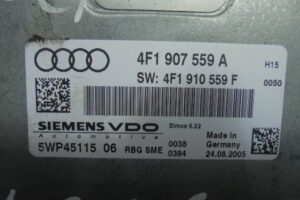 4F1 907 559 A
H15
SW: 4F1 910 559 F
0050
SIEMENS VDO
Automotive
Simos 6.22
Made in
Germany
5WP45115 06
RBG SME
0038
0394
24.08.2005